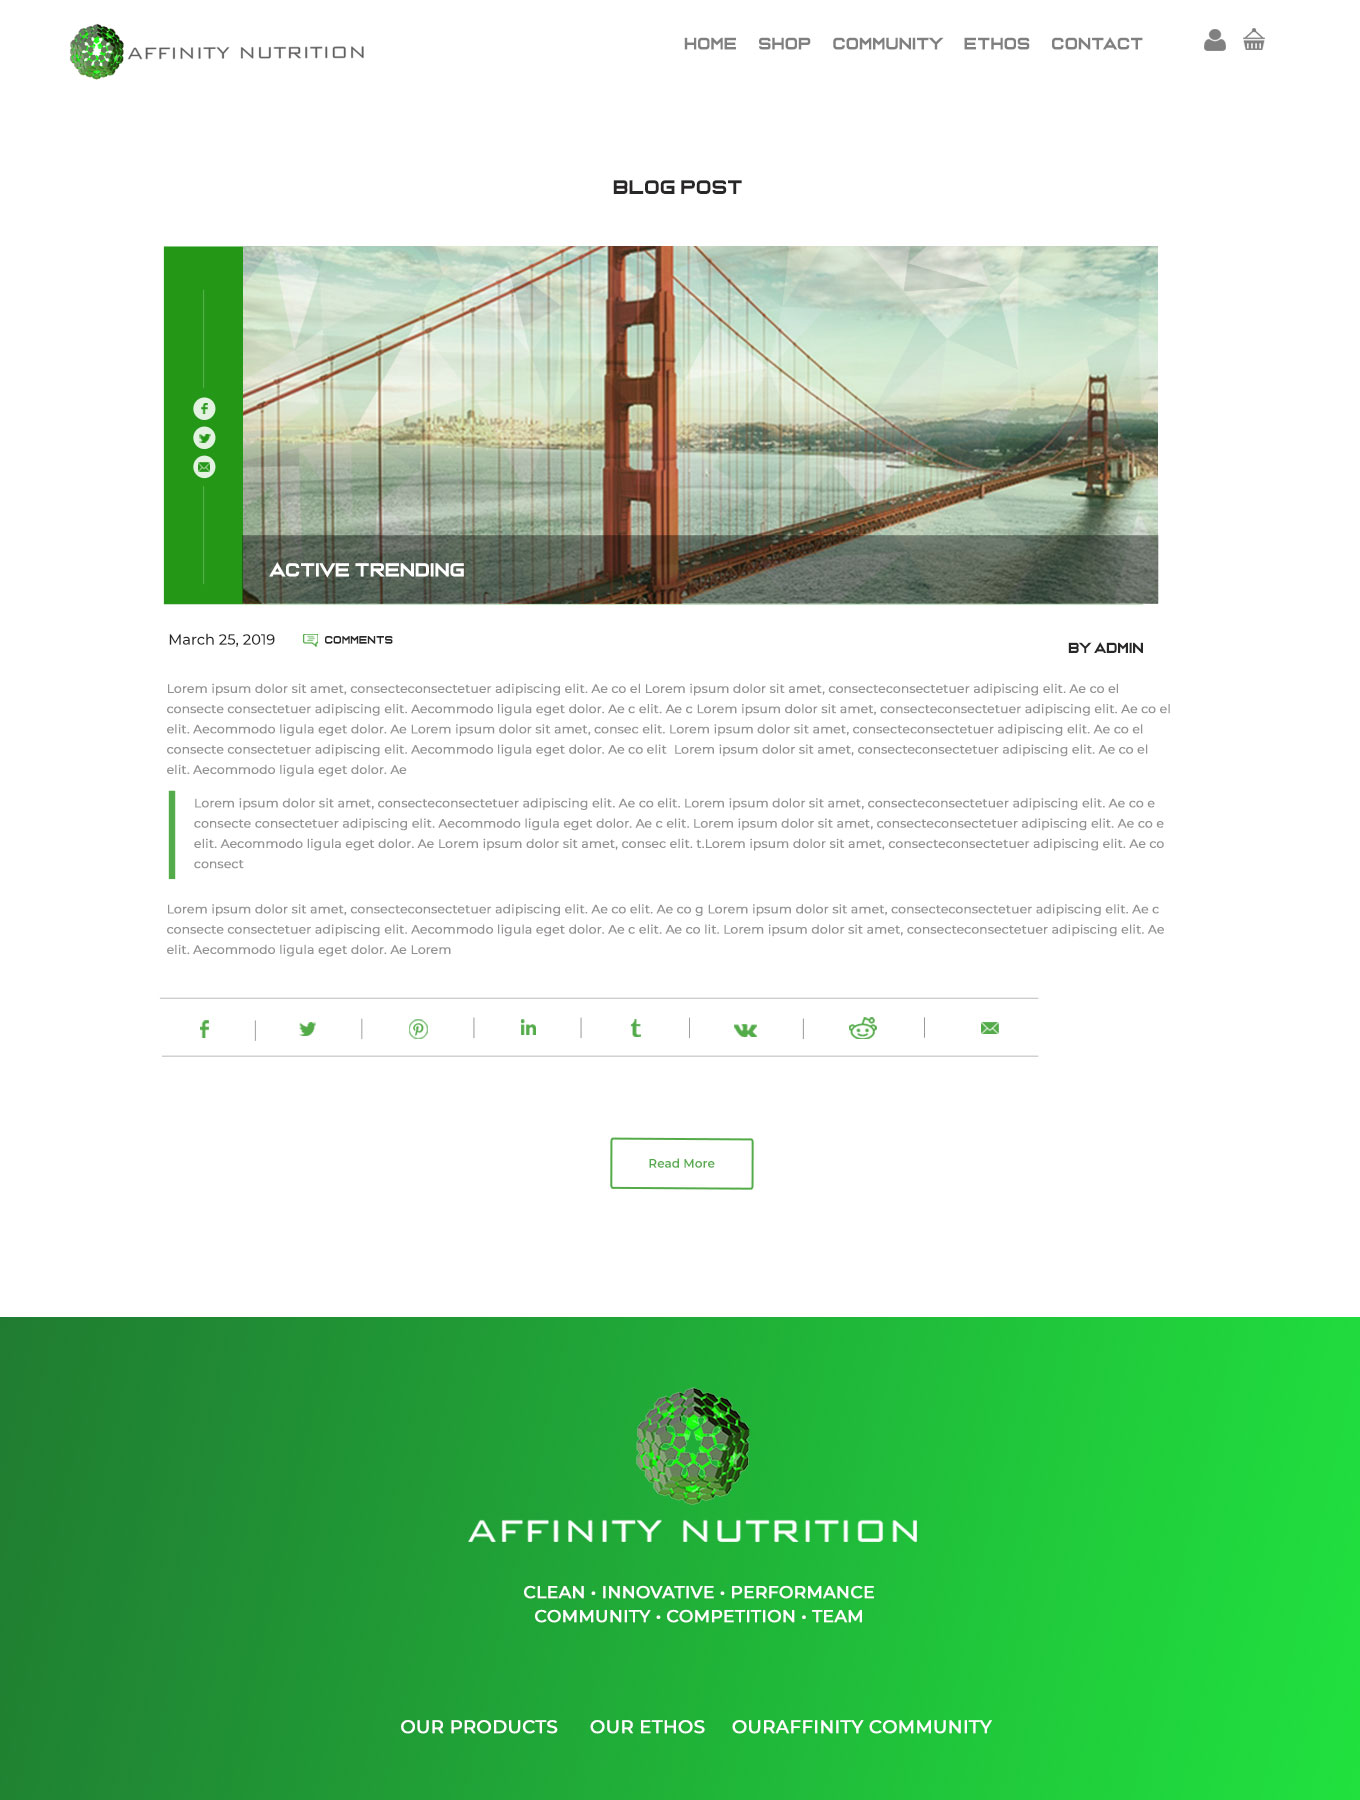 AFFINITY NUTRITION
HOME SHOP COMMUNITY ETHOS CONTACT
BLOG POST
ACTIVE TRENDING
March 25, 2019 COMMENTS
BY ADMIN
Lorem ipsum dolor sit amet, consecteconsectetuer adipiscing elit. Ae co el Lorem ipsum dolor sit amet, consecteconsectetuer adipiscing elit. Ae co el
consecte consectetuer adipiscing elit. Aecommodo ligula eget dolor. Ae c elit. Ae c Lorem ipsum dolor sit amet, consecteconsectetuer adipiscing elit. Ae co el
elit. Aecommodo ligula eget dolor. Ae Lorem ipsum dolor sit amet, consec elit. Lorem ipsum dolor sit amet, consecteconsectetuer adipiscing elit. Ae co el
consecte consectetuer adipiscing elit. Aecommodo ligula eget dolor. Ae co elit  Lorem ipsum dolor sit amet, consecteconsectetuer adipiscing elit. Ae co el
elit. Aecommodo ligula eget dolor. Ae
Lorem ipsum dolor sit amet, consecteconsectetuer adipiscing elit. Ae co elit. Lorem ipsum dolor sit amet, consecteconsectetuer adipiscing elit. Ae co e
consecte consectetuer adipiscing elit. Aecommodo ligula eget dolor. Ae c elit. Lorem ipsum dolor sit amet, consecteconsectetuer adipiscing elit. Ae co e
elit. Aecommodo ligula eget dolor. Ae Lorem ipsum dolor sit amet, consec elit. t.Lorem ipsum dolor sit amet, consecteconsectetuer adipiscing elit. Ae co
consect
Lorem ipsum dolor sit amet, consecteconsectetuer adipiscing elit. Ae co elit. Ae co g Lorem ipsum dolor sit amet, consecteconsectetuer adipiscing elit. Ae c
consecte consectetuer adipiscing elit. Aecommodo ligula eget dolor. Ae c elit. Ae co lit. Lorem ipsum dolor sit amet, consecteconsectetuer adipiscing elit. Ae
elit. Aecommodo ligula eget dolor. Ae Lorem
Read More
AFFINITY NUTRITION
CLEAN • INNOVATIVE • PERFORMANCE
COMMUNITY • COMPETITION • TEAM
OUR PRODUCTS OUR ETHOS OURAFFINITY COMMUNITY